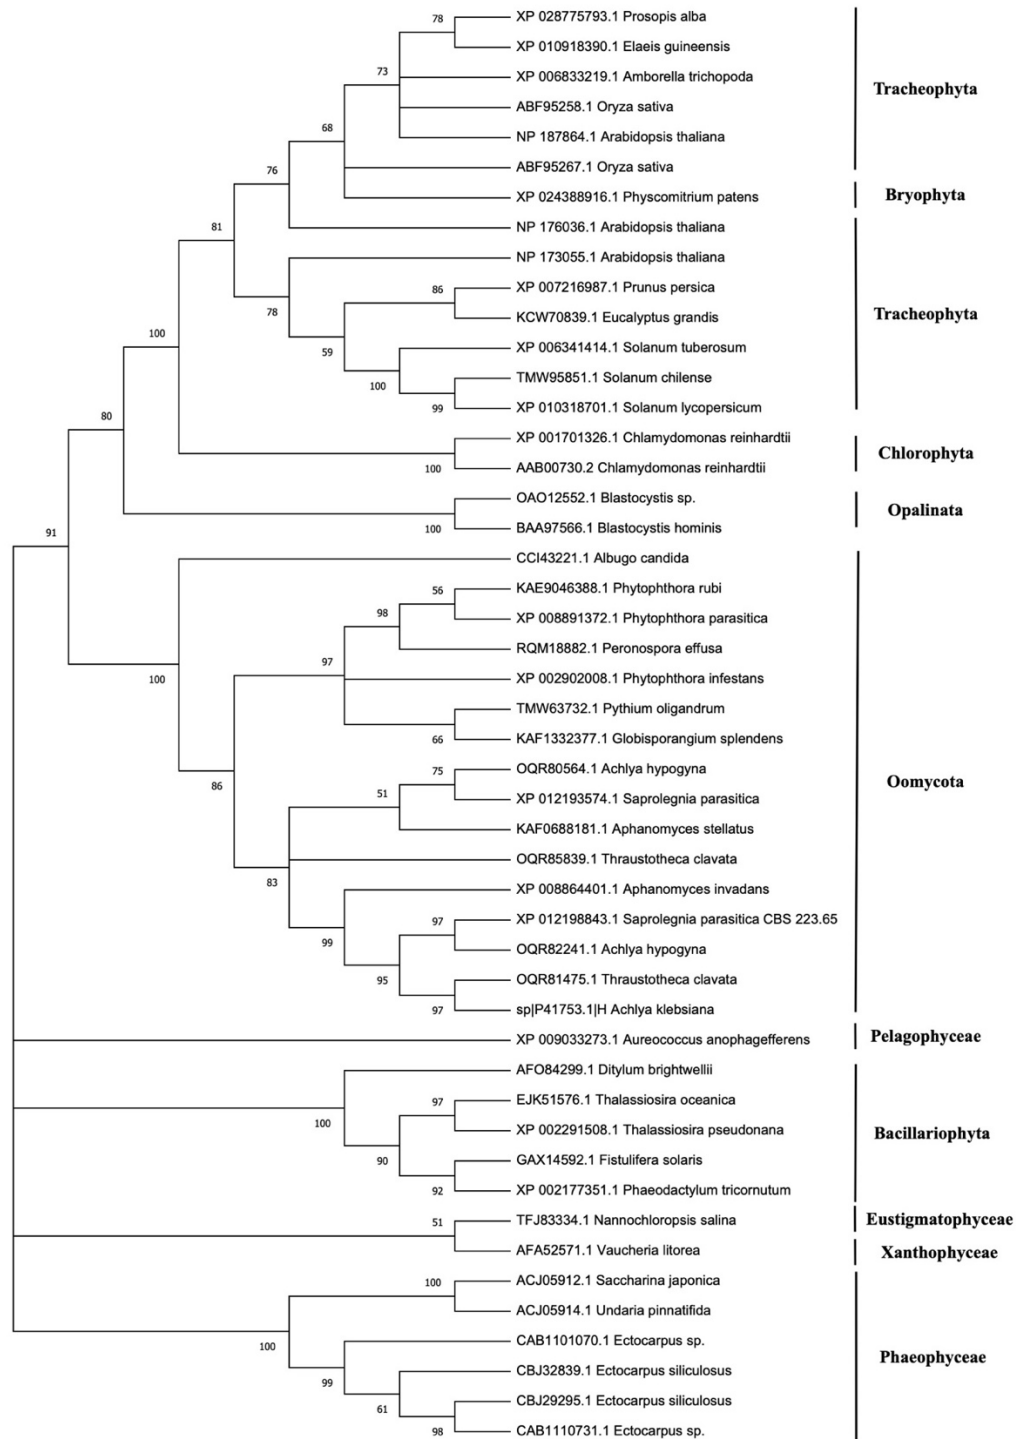 78
XP 028775793.1 Prosopis alba
XP 010918390.1 Elaeis guineensis
73
XP 006833219.1 Amborella trichopoda
Tracheophyta
ABF95258.1 Oryza sativa
68
NP 187864.1 Arabidopsis thaliana
ABF95267.1 Oryza sativa
76
XP 024388916.1 Physcomitrium patens
Bryophyta
81
NP 176036.1 Arabidopsis thaliana
NP 173055.1 Arabidopsis thaliana
86
XP 007216987.1 Prunus persica
78
KCW70839.1 Eucalyptus grandis
Tracheophyta
100
59
XP 006341414.1 Solanum tuberosum
100
TMW95851.1 Solanum chilense
99
XP 010318701.1 Solanum lycopersicum
80
XP 001701326.1 Chlamydomonas reinhardtii
Chlorophyta
100
AAB00730.2 Chlamydomonas reinhardtii
OAO12552.1 Blastocystis sp.
Opalinata
100
BAA97566.1 Blastocystis hominis
91
CCI43221.1 Albugo candida
56
KAE9046388.1 Phytophthora rubi
98
XP 008891372.1 Phytophthora parasitica
RQM18882.1 Peronospora effusa
97
100
XP 002902008.1 Phytophthora infestans
TMW63732.1 Pythium oligandrum
66
KAF1332377.1 Globisporangium splendens
75
OQR80564.1 Achlya hypogyna
Oomycota
86
51
XP 012193574.1 Saprolegnia parasitica
KAF0688181.1 Aphanomyces stellatus
OQR85839.1 Thraustotheca clavata
83
XP 008864401.1 Aphanomyces invadans
97
XP 012198843.1 Saprolegnia parasitica CBS 223.65
99
OQR82241.1 Achlya hypogyna
95
OQR81475.1 Thraustotheca clavata
97
sp|P41753.1|H Achlya klebsiana
XP 009033273.1 Aureococcus anophagefferens
Pelagophyceae
AFO84299.1 Ditylum brightwellii
97
EJK51576.1 Thalassiosira oceanica
100
XP 002291508.1 Thalassiosira pseudonana
Bacillariophyta
90
GAX14592.1 Fistulifera solaris
92
XP 002177351.1 Phaeodactylum tricornutum
51
TFJ83334.1 Nannochloropsis salina
Eustigmatophyceae
AFA52571.1 Vaucheria litorea
Xanthophyceae
100
ACJ05912.1 Saccharina japonica
ACJ05914.1 Undaria pinnatifida
100
CAB1101070.1 Ectocarpus sp.
Phaeophyceae
99
CBJ32839.1 Ectocarpus siliculosus
61
CBJ29295.1 Ectocarpus siliculosus
98
CAB1110731.1 Ectocarpus sp.